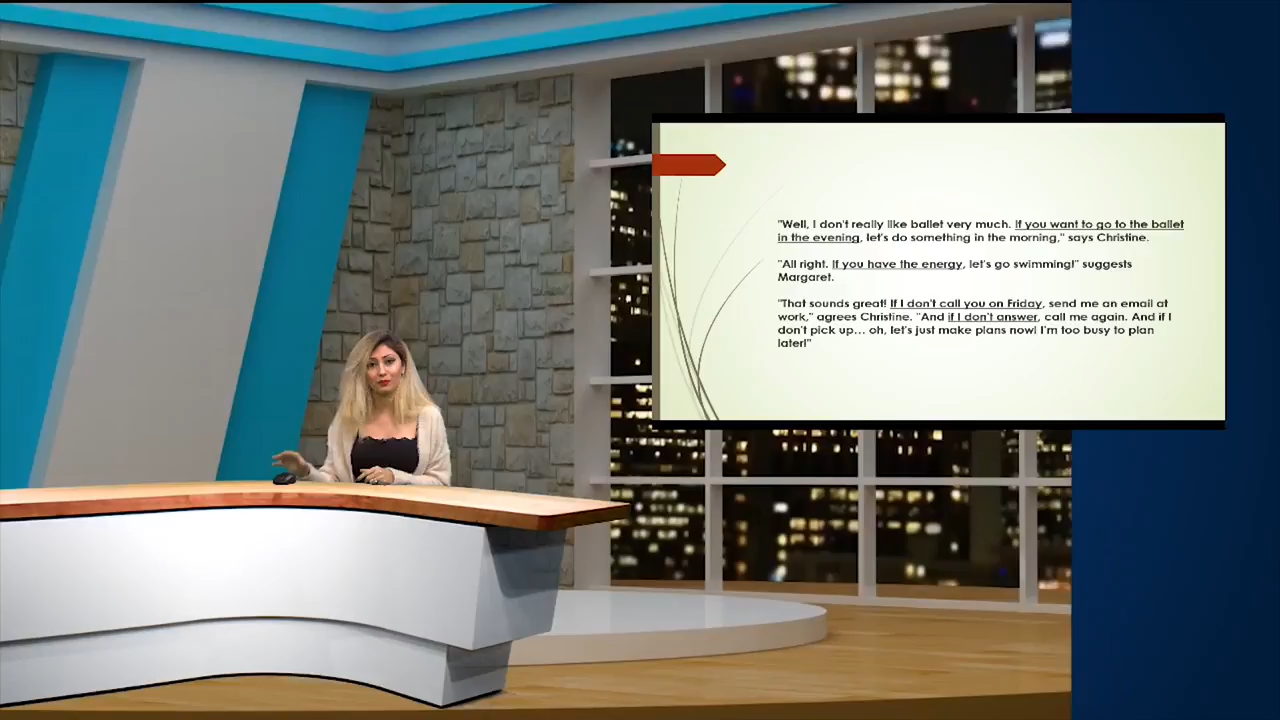 "Well, I don't really like ballet very much. If you want to go to the ballet
in the evening, let's do something in the morning," says Christine.
"All right. If you have the energy, let's go swimming!" suggests
Margaret.
"That sounds great! If I don't call you on Friday, send me an email at
work," agrees Christine. "And if I don't answer, call me again. And if I
don't pick up... oh, let's just make plans now! I'm too busy to plan
later!"